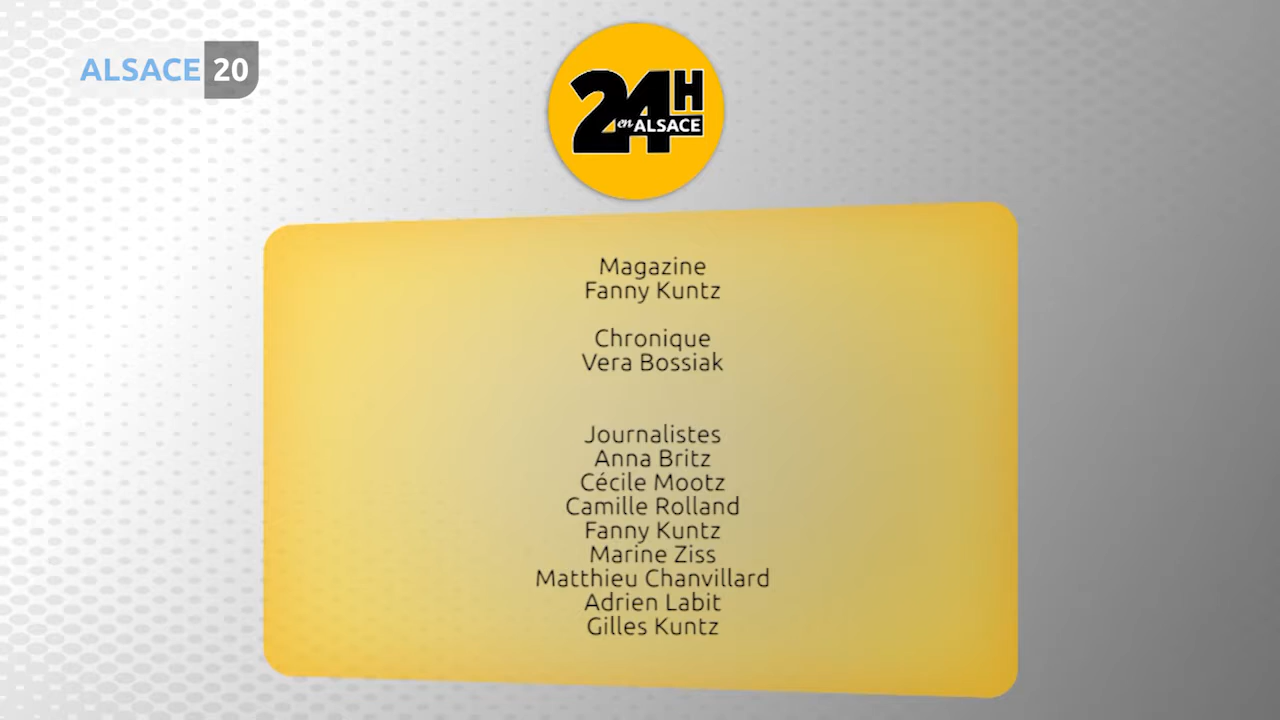 ALSACE 20
24H
en ALSACE
Magazine
Fanny Kuntz
Chronique
Vera Bossiak
Journalistes
Anna Britz
Cécile Mootz
Camille Rolland
Fanny Kuntz
Marine Ziss
Matthieu Chanvillard
Adrien Labit
Gilles Kuntz